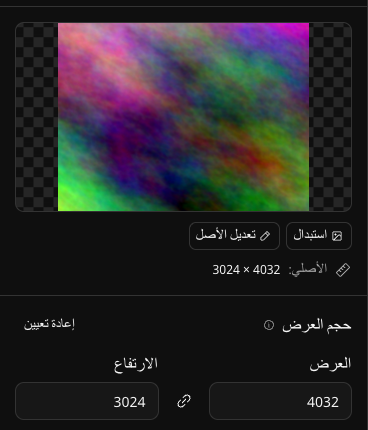 استبدال تعديل الأصل
الأصلي: 4032 × 3024
حجم العرض إعادة تعيين
العرض الارتفاع
4032 3024